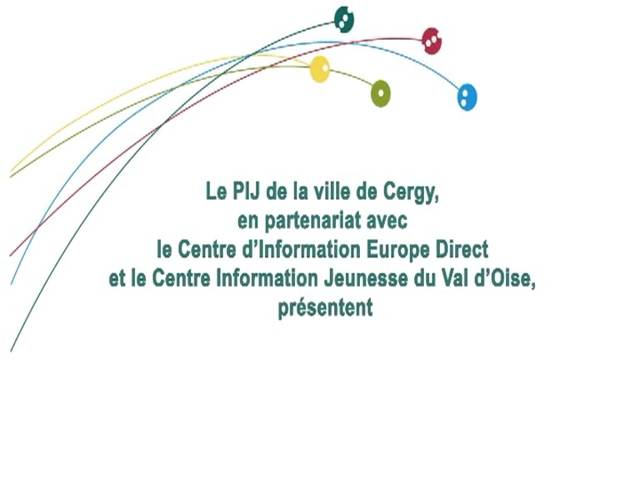 Le PIJ de la ville de Cergy,
en partenariat avec
le Centre d’Information Europe Direct
et le Centre Information Jeunesse du Val d’Oise,
présentent